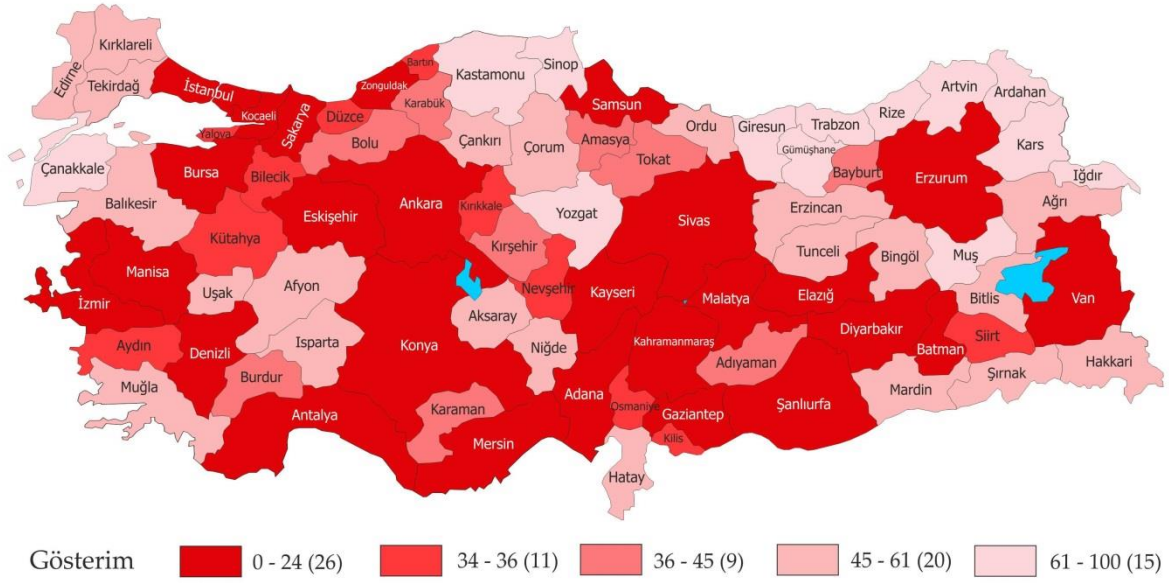 Kırklareli
Edirne
Tekirdağ
İstanbul
Kocaeli
Sakarya
Yalova
Düzce
Zonguldak
Bartın
Karabük
Kastamonu
Sinop
Samsun
Bolu
Çankırı
Çorum
Amasya
Ordu
Tokat
Giresun
Trabzon
Gümüşhane
Rize
Artvin
Ardahan
Kars
Bayburt
Erzurum
Iğdır
Ağrı
Çanakkale
Balıkesir
Bursa
Bilecik
Eskişehir
Ankara
Kırıkkale
Yozgat
Sivas
Erzincan
Tunceli
Bingöl
Muş
Bitlis
Van
Kütahya
Kırşehir
Nevşehir
Kayseri
Malatya
Elazığ
Diyarbakır
Batman
Siirt
Hakkari
Şırnak
Mardin
Manisa
İzmir
Uşak
Afyon
Aksaray
Konya
Niğde
Kahramanmaraş
Adıyaman
Şanlıurfa
Aydın
Denizli
Isparta
Burdur
Muğla
Antalya
Karaman
Mersin
Adana
Osmaniye
Gaziantep
Kilis
Hatay
Gösterim 0 - 24 (26) 34 - 36 (11) 36 - 45 (9) 45 - 61 (20) 61 - 100 (15)